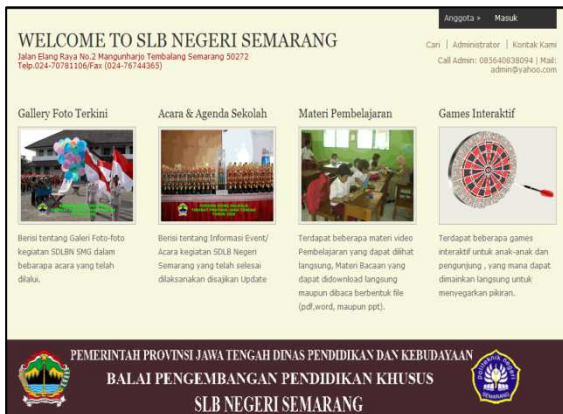 Anggota » Masuk
WELCOME TO SLB NEGERI SEMARANG
Jalan Elang Raya No.2 Mangunharjo Tembalang Semarang 50272
Telp.024-70781106/Fax (024-76744365)
Cari | Administrator | Kontak Kami
Call Admin: 085640838094 | Mail:
admin@yahoo.com
Gallery Foto Terkini
Berisi tentang Galeri Foto-foto
kegiatan SDLBN SMG dalam
bebarapa acara yang telah
dilalui.
Acara & Agenda Sekolah
Berisi tentang Informasi Event/
Acara kegiatan SDLB Negeri
Semarang yang telah selesai
dilaksanakan disajikan Update
Materi Pembelajaran
Terdapat beberapa materi video
Pembelajaran yang dapat dilihat
langsung, Materi Bacaan yang
dapat didownload langsung
maupun dibaca berbentuk file
(pdf,word, maupun ppt).
Games Interaktif
Terdapat beberapa games
interaktif untuk anak-anak dan
pengunjung , yang mana dapat
dimainkan langsung untuk
menyegarkan pikiran.
PEMERINTAH PROVINSI JAWA TENGAH DINAS PENDIDIKAN DAN KEBUDAYAAN
BALAI PENGEMBANGAN PENDIDIKAN KHUSUS
SLB NEGERI SEMARANG
politeknik negeri
SEMARANG